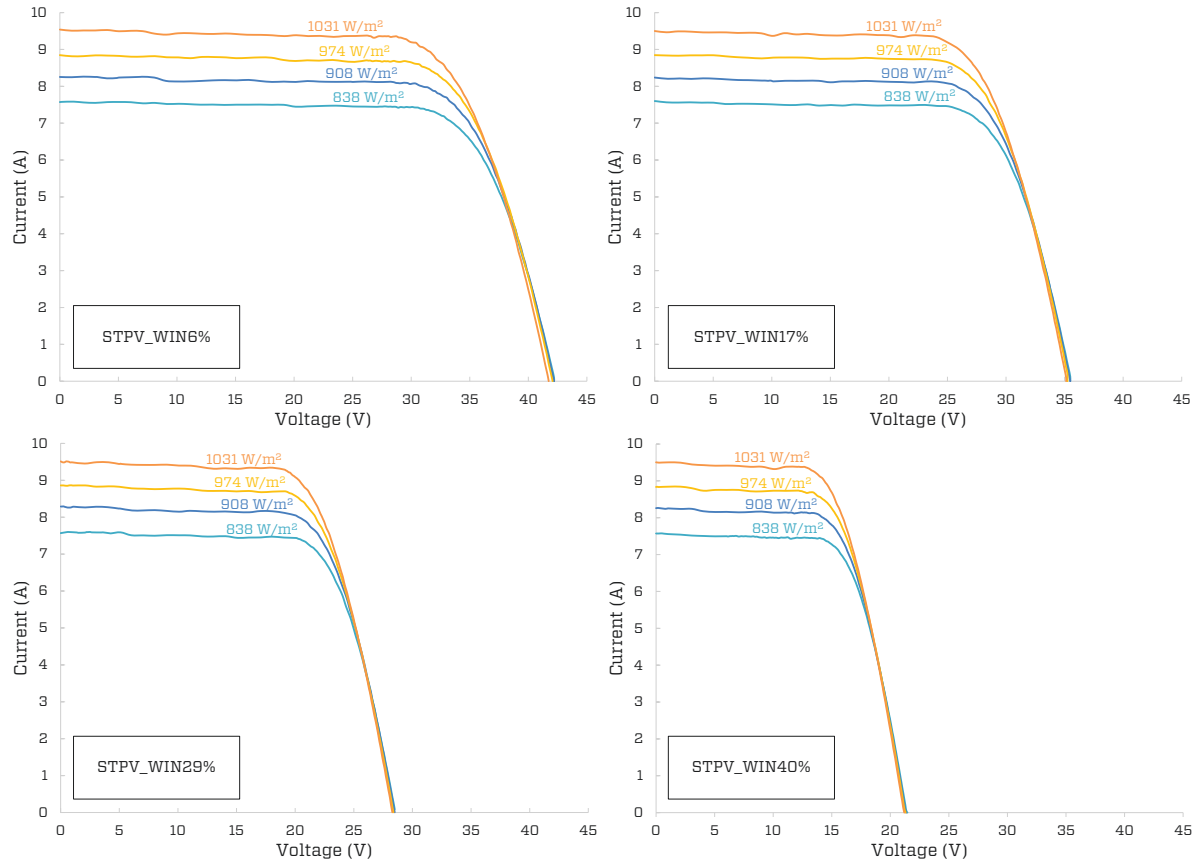 10
9
8
7
6
5
4
3
2
1
0
Current (A)
1031 W/m²
974 W/m²
908 W/m²
838 W/m²
STPV_WIN6%
0 5 10 15 20 25 30 35 40 45
Voltage (V)
10
9
8
7
6
5
4
3
2
1
0
Current (A)
1031 W/m²
974 W/m²
908 W/m²
838 W/m²
STPV_WIN17%
0 5 10 15 20 25 30 35 40 45
Voltage (V)
10
9
8
7
6
5
4
3
2
1
0
Current (A)
1031 W/m²
974 W/m²
908 W/m²
838 W/m²
STPV_WIN29%
0 5 10 15 20 25 30 35 40 45
Voltage (V)
10
9
8
7
6
5
4
3
2
1
0
Current (A)
1031 W/m²
974 W/m²
908 W/m²
838 W/m²
STPV_WIN40%
0 5 10 15 20 25 30 35 40 45
Voltage (V)